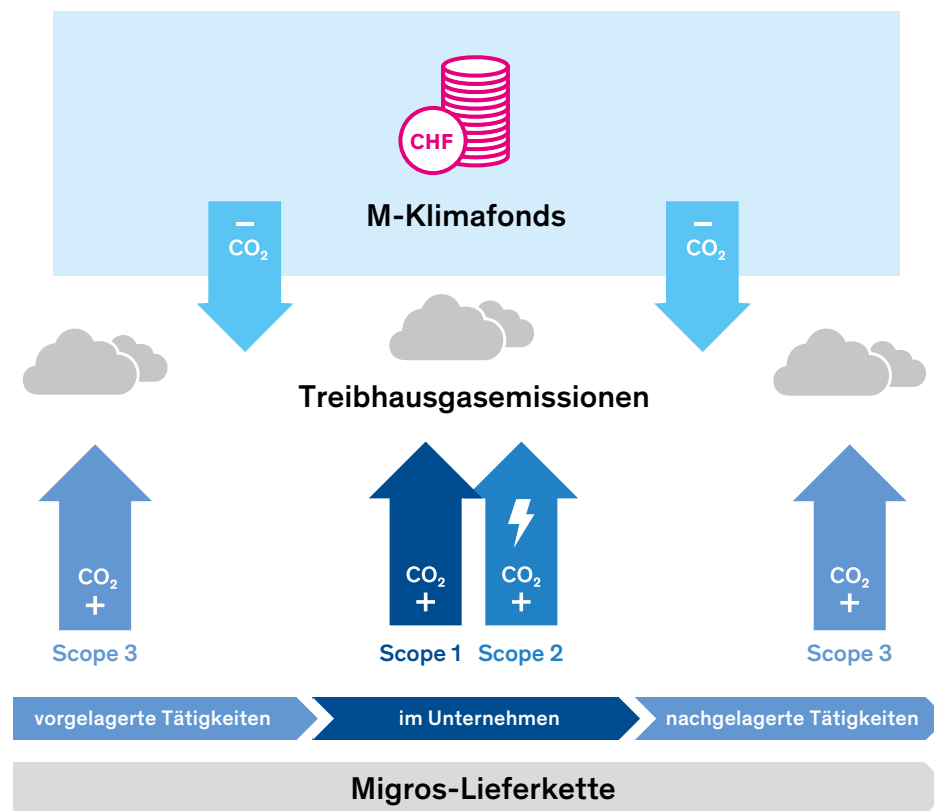 CHF
M-Klimafonds
−
CO₂
−
CO₂
Treibhausgasemissionen
CO₂
+
CO₂
+
CO₂
+
CO₂
+
Scope 3
Scope 1
Scope 2
Scope 3
vorgelagerte Tätigkeiten
im Unternehmen
nachgelagerte Tätigkeiten
Migros-Lieferkette